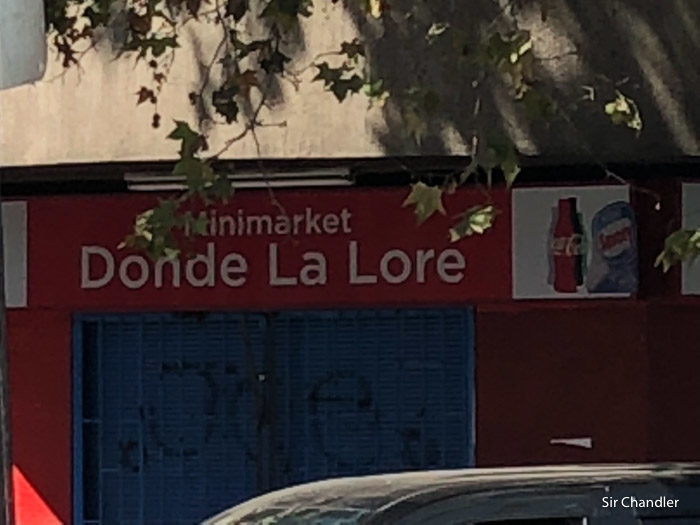 Minimarket
Donde La Lore
Sir Chandler